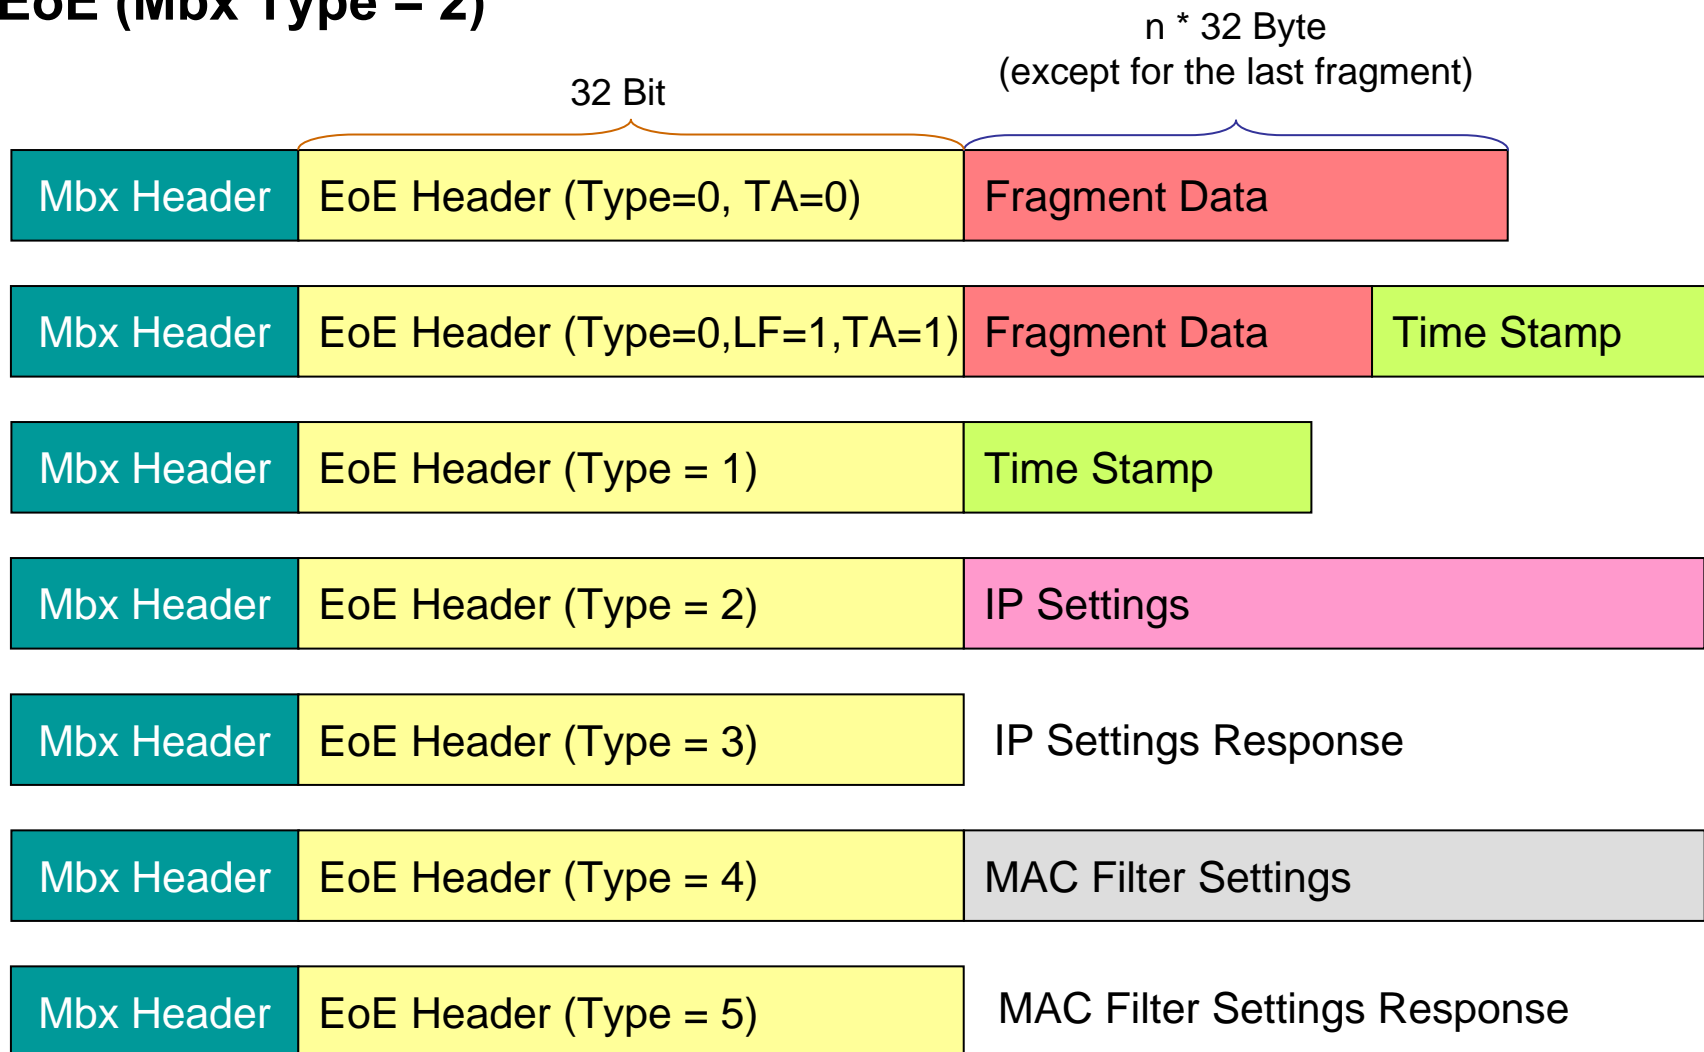 EoE (Mbx Type = 2)
n * 32 Byte
(except for the last fragment)
32 Bit
Mbx Header EoE Header (Type=0, TA=0) Fragment Data
Mbx Header EoE Header (Type=0,LF=1,TA=1) Fragment Data Time Stamp
Mbx Header EoE Header (Type = 1) Time Stamp
Mbx Header EoE Header (Type = 2) IP Settings
Mbx Header EoE Header (Type = 3) IP Settings Response
Mbx Header EoE Header (Type = 4) MAC Filter Settings
Mbx Header EoE Header (Type = 5) MAC Filter Settings Response